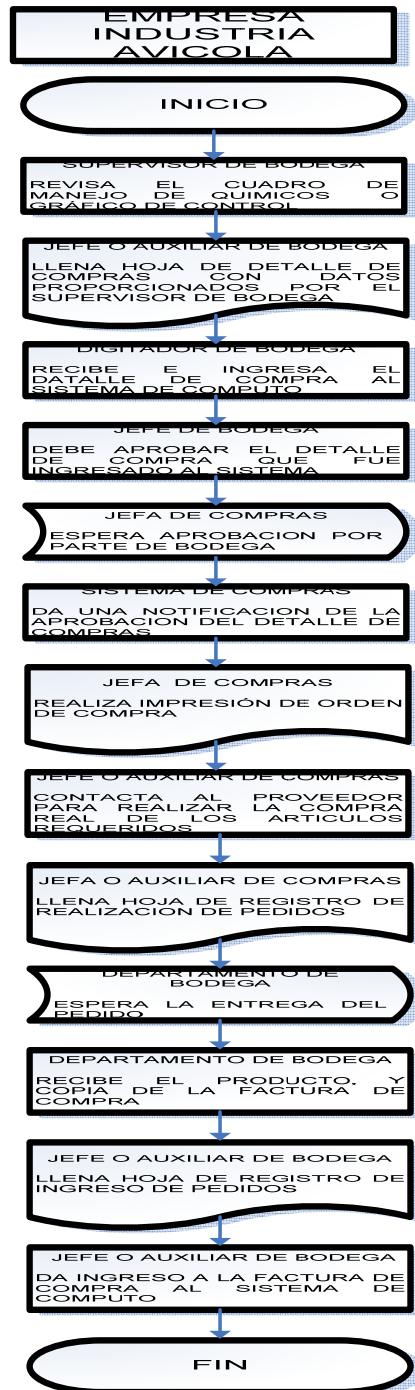 EMPRESA
INDUSTRIA
AVICOLA
INICIO
SUPERVISOR DE BODEGA
REVISA EL CUADRO DE
MANEJO DE QUIMICOS O
GRÁFICO DE CONTROL
JEFE O AUXILIAR DE BODEGA
LLENA HOJA DE DETALLE DE
COMPRAS CON DATOS
PROPORCIONADOS POR EL
SUPERVISOR DE BODEGA
DIGITADOR DE BODEGA
RECIBE E INGRESA EL
DATALLE DE COMPRA AL
SISTEMA DE COMPUTO
JEFE DE BODEGA
DEBE APROBAR EL DETALLE
DE COMPRA QUE FUE
INGRESADO AL SISTEMA
JEFA DE COMPRAS
ESPERA APROBACION POR
PARTE DE BODEGA
SISTEMA DE COMPRAS
DA UNA NOTIFICACION DE LA
APROBACION DEL DETALLE DE
COMPRAS
JEFA DE COMPRAS
REALIZA IMPRESIÓN DE ORDEN
DE COMPRA
JEFE O AUXILIAR DE COMPRAS
CONTACTA AL PROVEEDOR
PARA REALIZAR LA COMPRA
REAL DE LOS ARTICULOS
REQUERIDOS
JEFA O AUXILIAR DE COMPRAS
LLENA HOJA DE REGISTRO DE
REALIZACION DE PEDIDOS
DEPARTAMENTO DE
BODEGA
ESPERA LA ENTREGA DEL
PEDIDO
DEPARTAMENTO DE BODEGA
RECIBE EL PRODUCTO. Y
COPIA DE LA FACTURA DE
COMPRA
JEFE O AUXILIAR DE BODEGA
LLENA HOJA DE REGISTRO DE
INGRESO DE PEDIDOS
JEFE O AUXILIAR DE BODEGA
DA INGRESO A LA FACTURA DE
COMPRA AL SISTEMA DE
COMPUTO
FIN